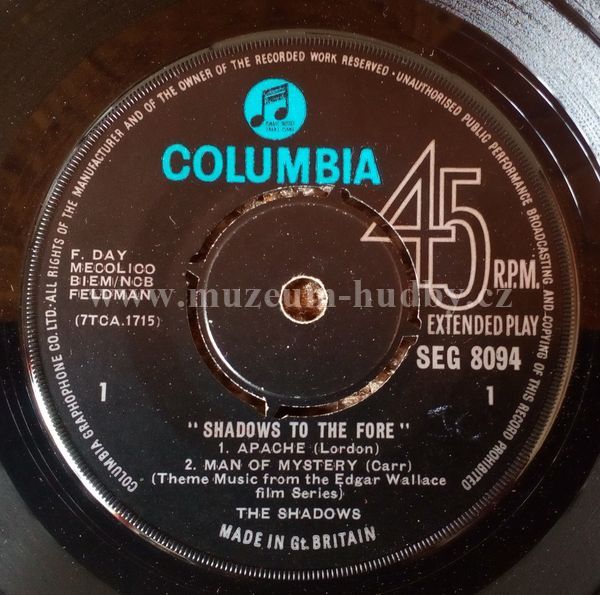 COLUMBIA GRAPHOPHONE CO. LTD. ALL RIGHTS OF THE MANUFACTURER AND OF THE OWNER OF THE RECORDED WORK RESERVED · UNAUTHORISED PUBLIC PERFORMANCE BROADCASTING AND COPYING OF THIS RECORD PROHIBITED
COLUMBIA
45
R.P.M.
EXTENDED PLAY
SEG 8094
F. DAY
MECOLICO
BIEM/NCB
FELDMAN
(7TCA.1715)
www.muzeum-hudby.cz
1
1
"SHADOWS TO THE FORE"
1. APACHE (Lordon)
2. MAN OF MYSTERY (Carr)
(Theme Music from the Edgar Wallace
film Series)
THE SHADOWS
MADE IN Gt. BRITAIN